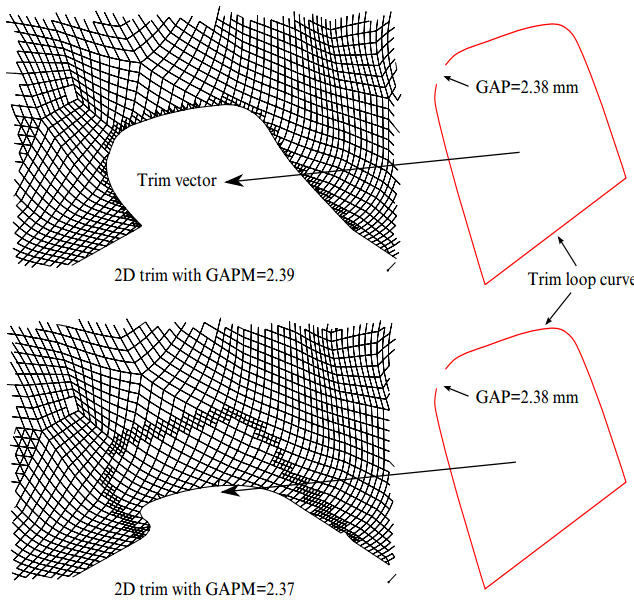 GAP=2.38 mm
Trim vector
2D trim with GAPM=2.39
Trim loop curve
GAP=2.38 mm
2D trim with GAPM=2.37